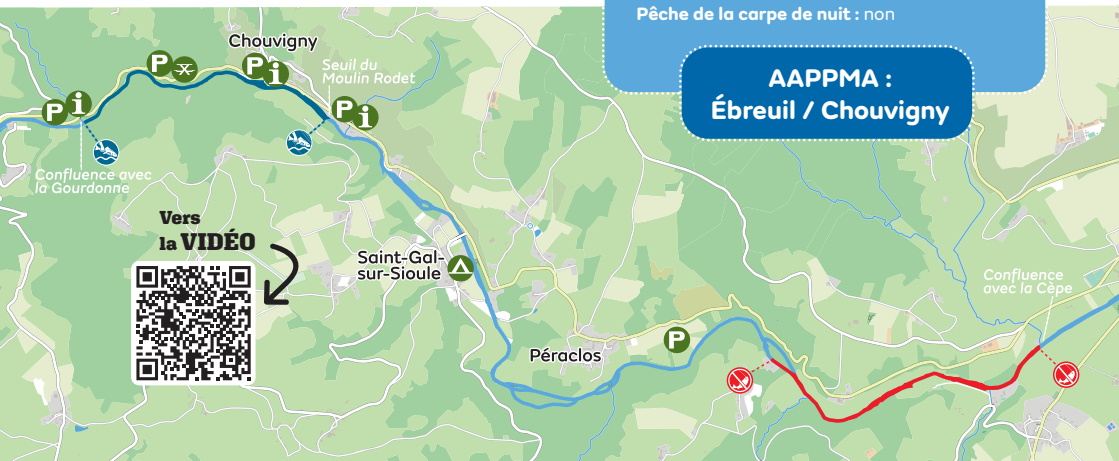 Pêche de la carpe de nuit : non
AAPPMA :
Ébreuil / Chouvigny
Chouvigny
P
P i
Seuil du
Moulin Rodet
P i
P i
Confluence avec
la Gourdonne
Vers
la VIDÉO
Saint-Gal-
sur-Sioule
Confluence
avec la Cèpe
P
Péraclos